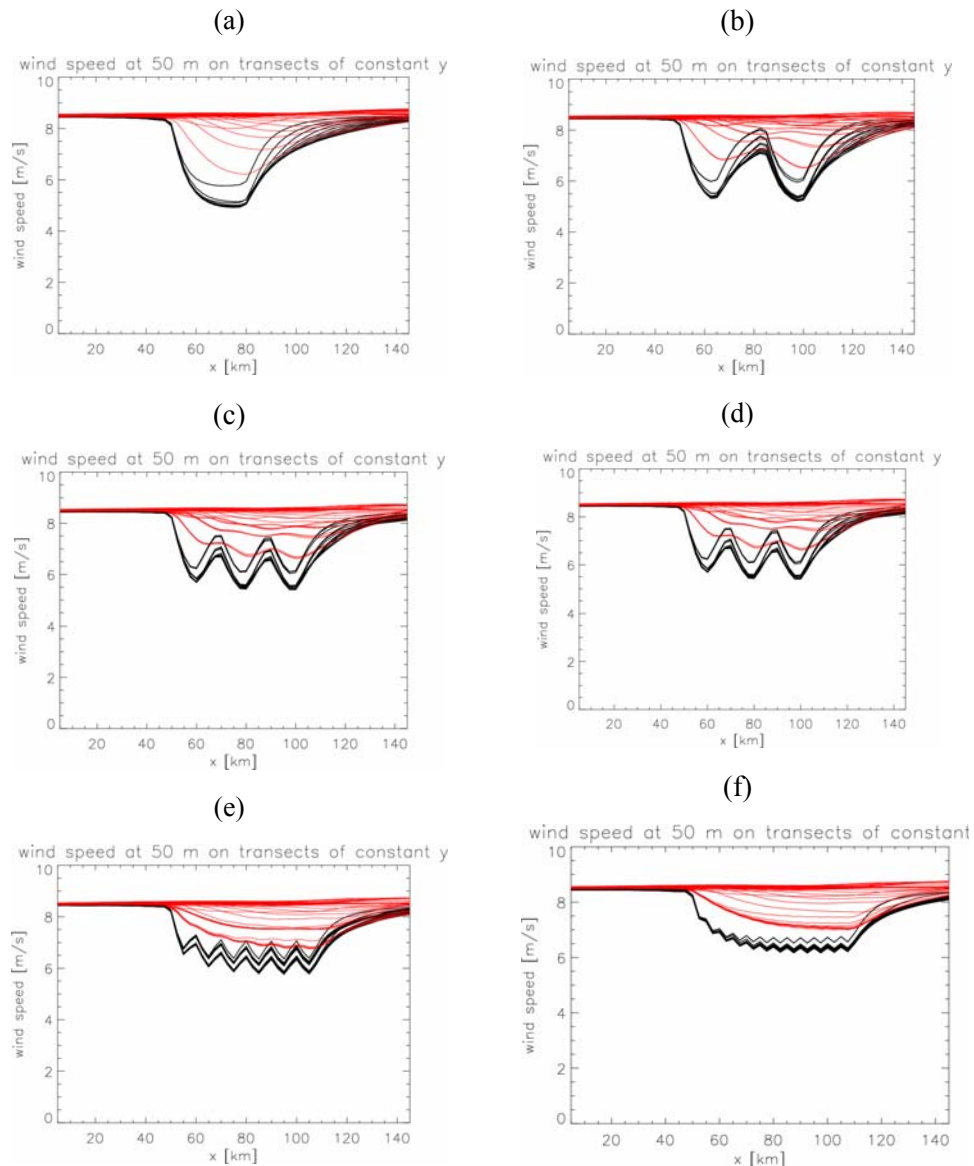 (a)
wind speed at 50 m on transects of constant y
10
8
6
4
2
0
wind speed [m/s]
20 40 60 80 100 120 140
x [km]
(b)
wind speed at 50 m on transects of constant y
10
8
6
4
2
0
wind speed [m/s]
20 40 60 80 100 120 140
x [km]
(c)
wind speed at 50 m on transects of constant y
10
8
6
4
2
0
wind speed [m/s]
20 40 60 80 100 120 140
x [km]
(d)
wind speed at 50 m on transects of constant y
10
8
6
4
2
0
wind speed [m/s]
20 40 60 80 100 120 140
x [km]
(e)
wind speed at 50 m on transects of constant y
10
8
6
4
2
0
wind speed [m/s]
20 40 60 80 100 120 140
x [km]
(f)
wind speed at 50 m on transects of constant
10
8
6
4
2
0
wind speed [m/s]
20 40 60 80 100 120 140
x [km]